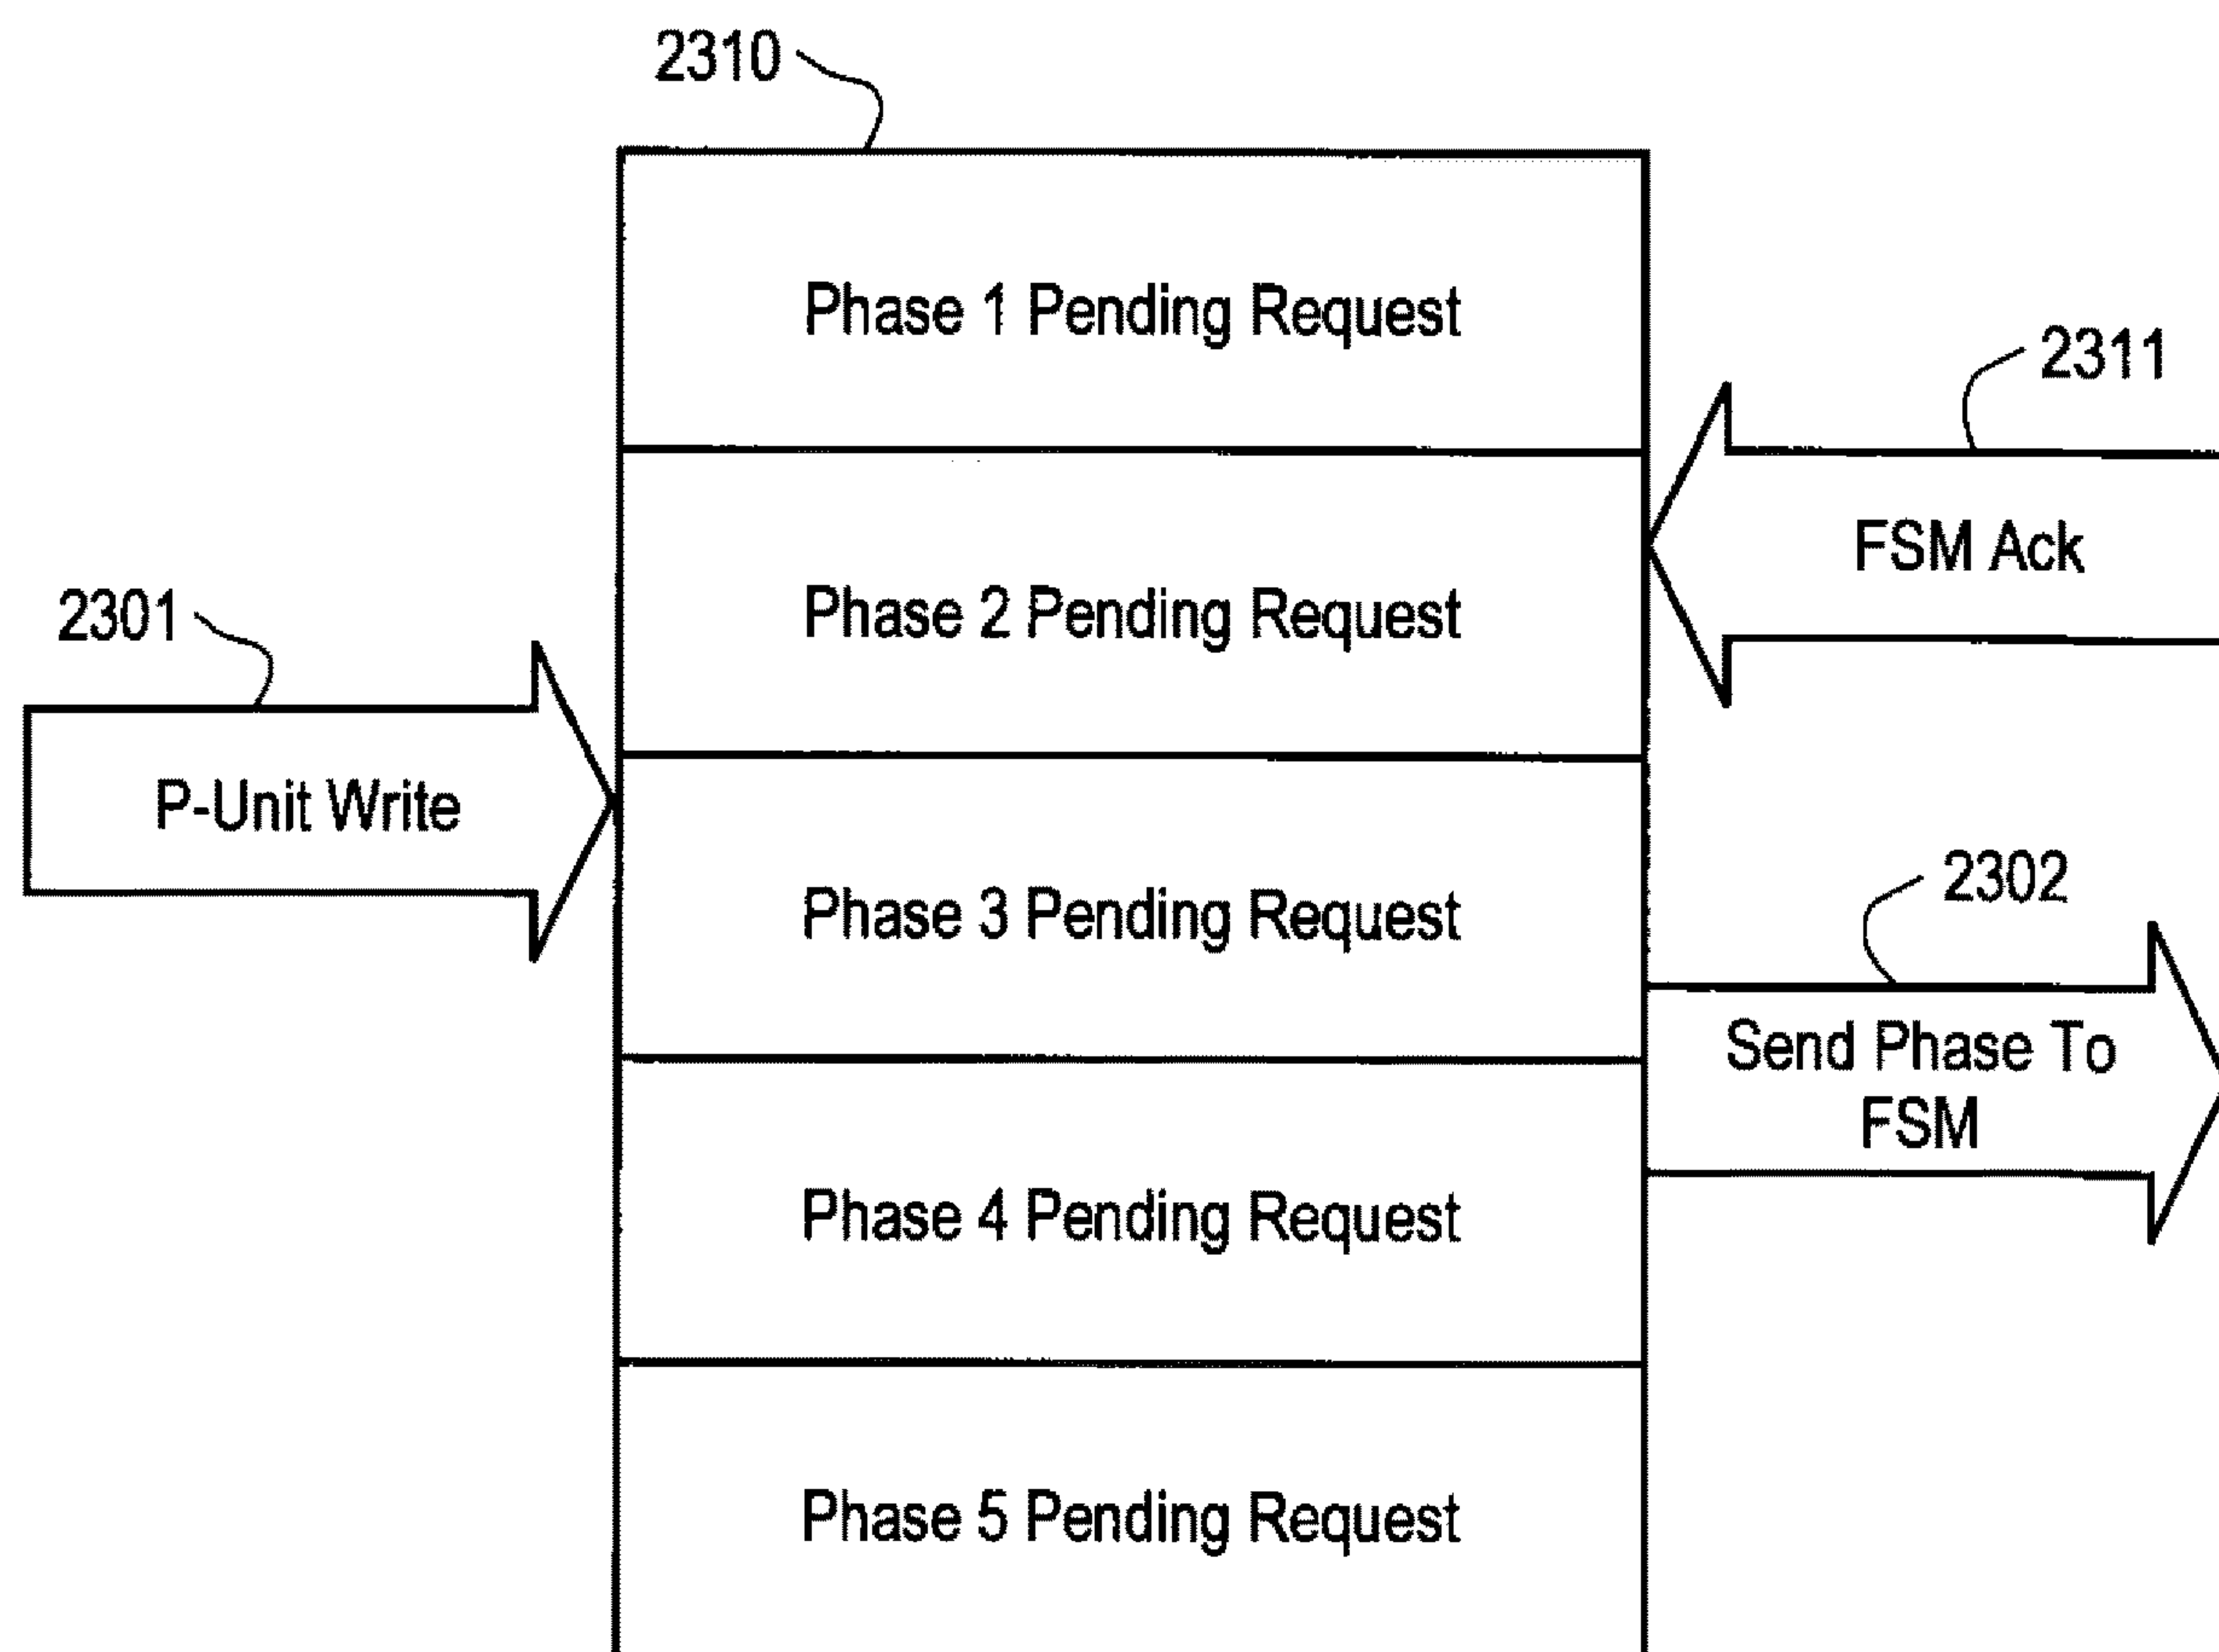 2310
Phase 1 Pending Request
2311
FSM Ack
Phase 2 Pending Request
2301
P-Unit Write
Phase 3 Pending Request
2302
Send Phase To
FSM
Phase 4 Pending Request
Phase 5 Pending Request